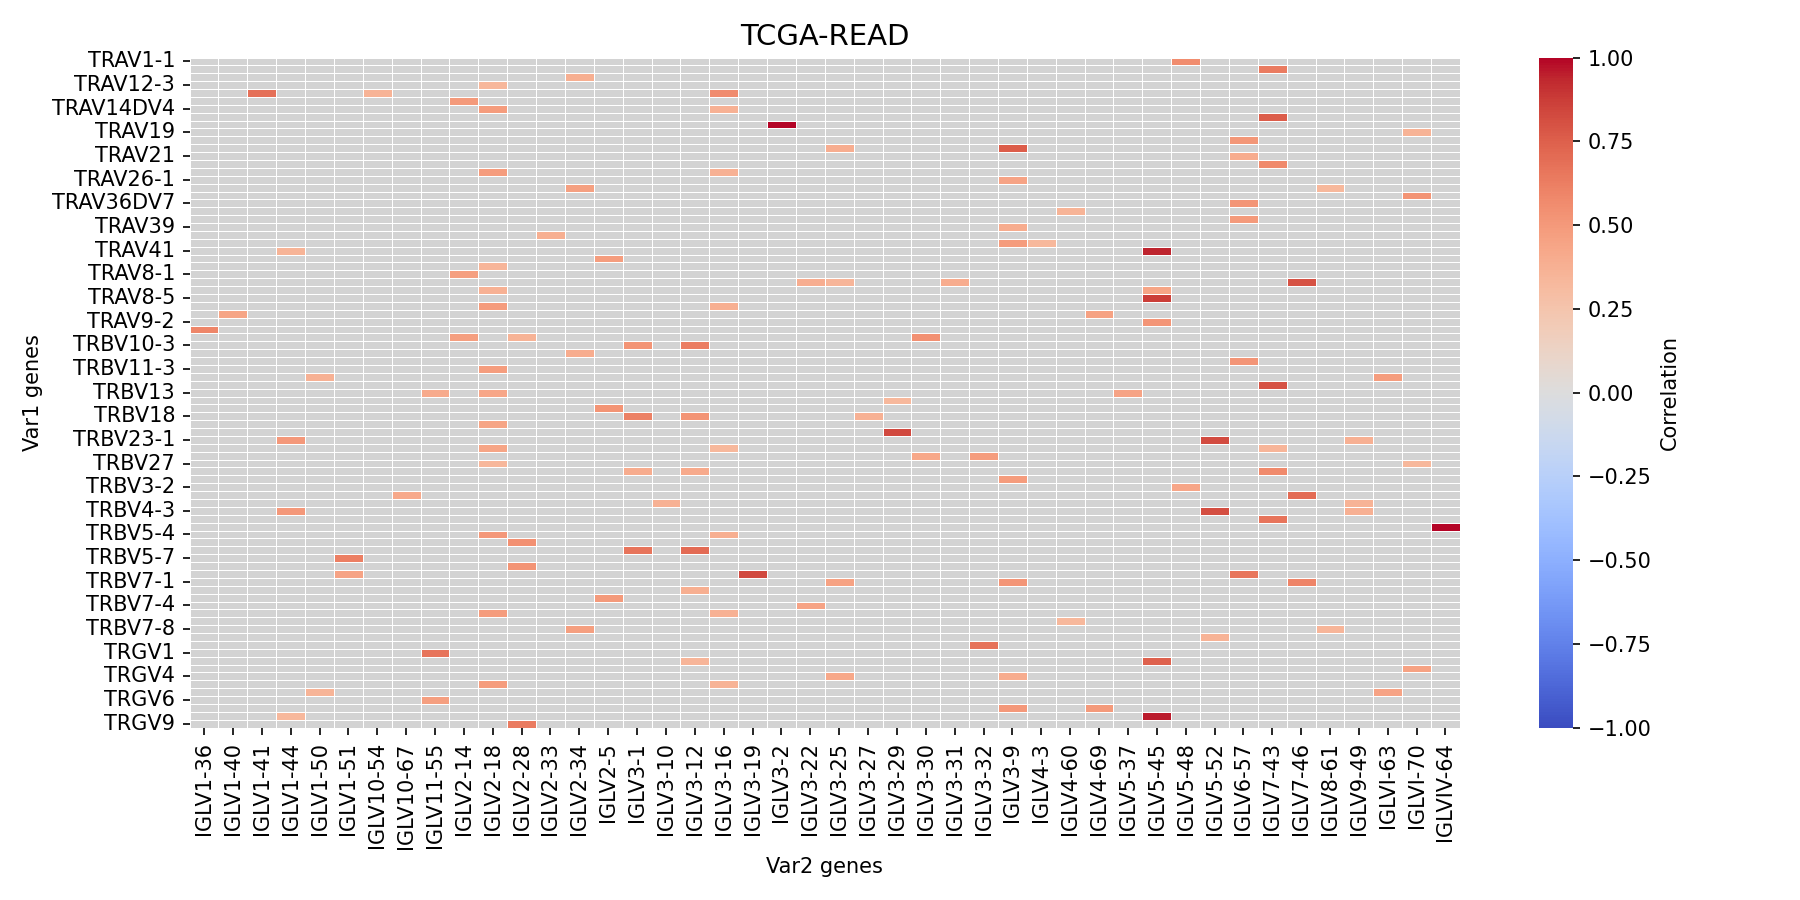 TCGA-READ
TRAV1-1
TRAV12-3
TRAV14DV4
TRAV19
TRAV21
TRAV26-1
TRAV36DV7
TRAV39
TRAV41
TRAV8-1
TRAV8-5
TRAV9-2
TRBV10-3
TRBV11-3
TRBV13
TRBV18
TRBV23-1
TRBV27
TRBV3-2
TRBV4-3
TRBV5-4
TRBV5-7
TRBV7-1
TRBV7-4
TRBV7-8
TRGV1
TRGV4
TRGV6
TRGV9
Var1 genes
IGLV1-36
IGLV1-40
IGLV1-41
IGLV1-44
IGLV1-50
IGLV1-51
IGLV10-54
IGLV10-67
IGLV11-55
IGLV2-14
IGLV2-18
IGLV2-28
IGLV2-33
IGLV2-34
IGLV2-5
IGLV3-1
IGLV3-10
IGLV3-12
IGLV3-16
IGLV3-19
IGLV3-2
IGLV3-22
IGLV3-25
IGLV3-27
IGLV3-29
IGLV3-30
IGLV3-31
IGLV3-32
IGLV3-9
IGLV4-3
IGLV4-60
IGLV4-69
IGLV5-37
IGLV5-45
IGLV5-48
IGLV5-52
IGLV6-57
IGLV7-43
IGLV7-46
IGLV8-61
IGLV9-49
IGLVI-63
IGLVI-70
IGLVIV-64
Var2 genes
1.00
0.75
0.50
0.25
0.00
−0.25
−0.50
−0.75
−1.00
Correlation